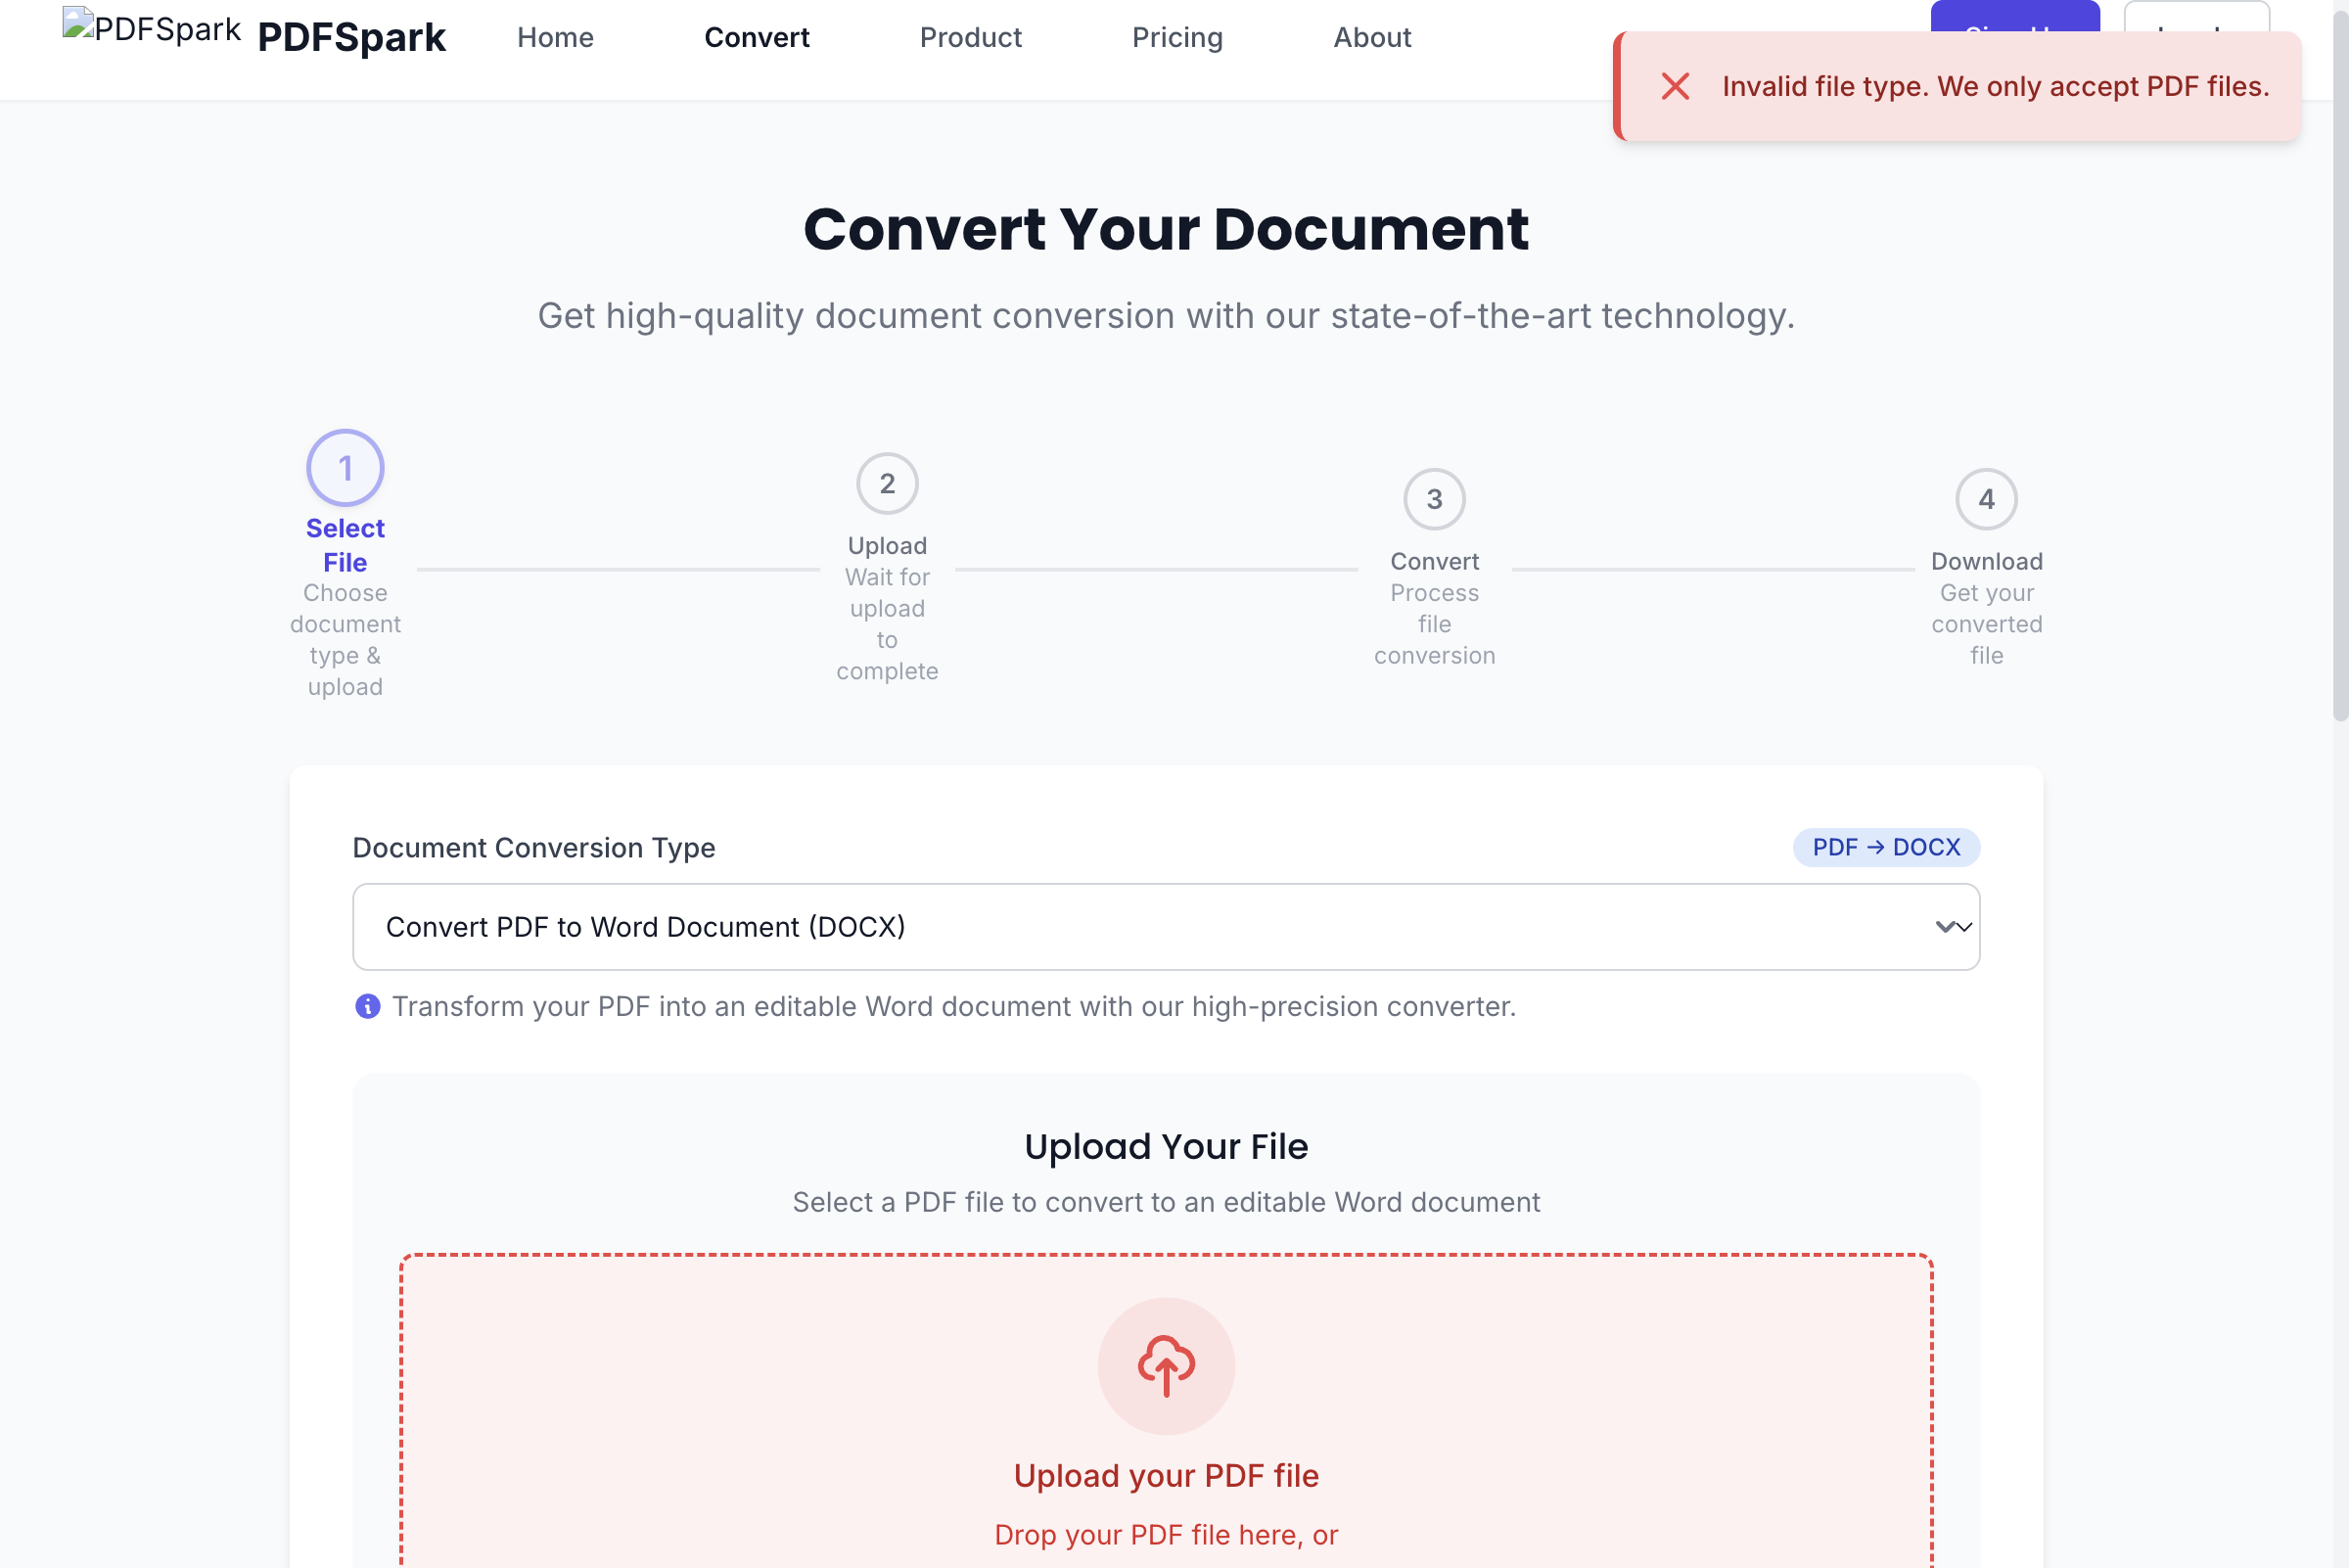 PDFSpark PDFSpark Home Convert Product Pricing About
Invalid file type. We only accept PDF files.
Convert Your Document
Get high-quality document conversion with our state-of-the-art technology.
1
Select
File
Choose
document
type &
upload
2
Upload
Wait for
upload
to
complete
3
Convert
Process
file
conversion
4
Download
Get your
converted
file
Document Conversion Type
PDF → DOCX
Convert PDF to Word Document (DOCX)
Transform your PDF into an editable Word document with our high-precision converter.
Upload Your File
Select a PDF file to convert to an editable Word document
Upload your PDF file
Drop your PDF file here, or